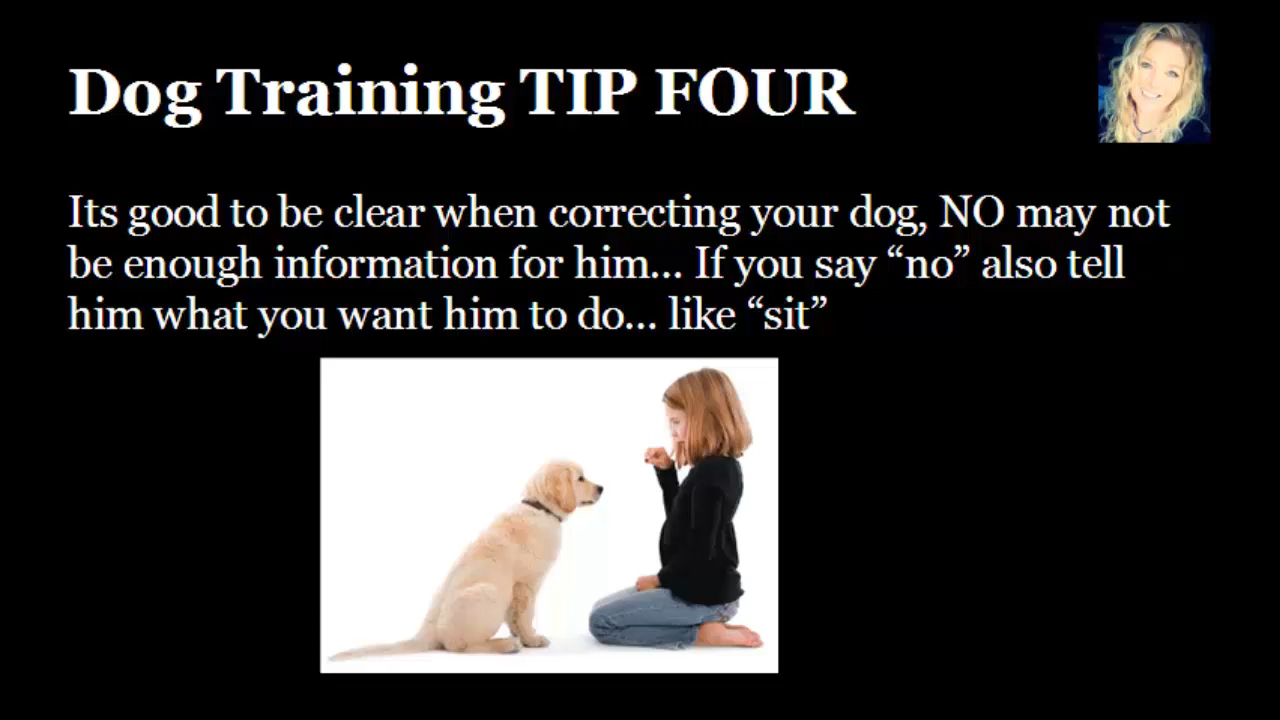 Dog Training TIP FOUR
Its good to be clear when correcting your dog, NO may not
be enough information for him... If you say “no” also tell
him what you want him to do... like “sit”